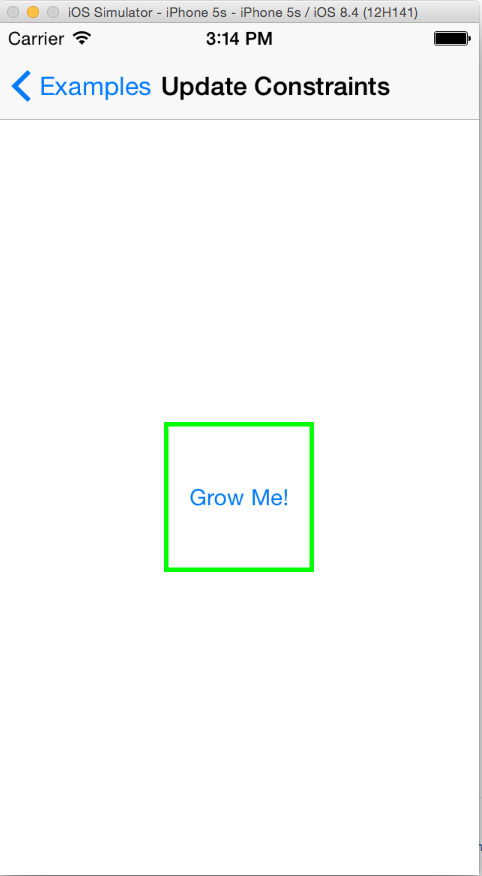 iOS Simulator - iPhone 5s - iPhone 5s / iOS 8.4 (12H141)
Carrier 3:14 PM
Examples Update Constraints
Grow Me!